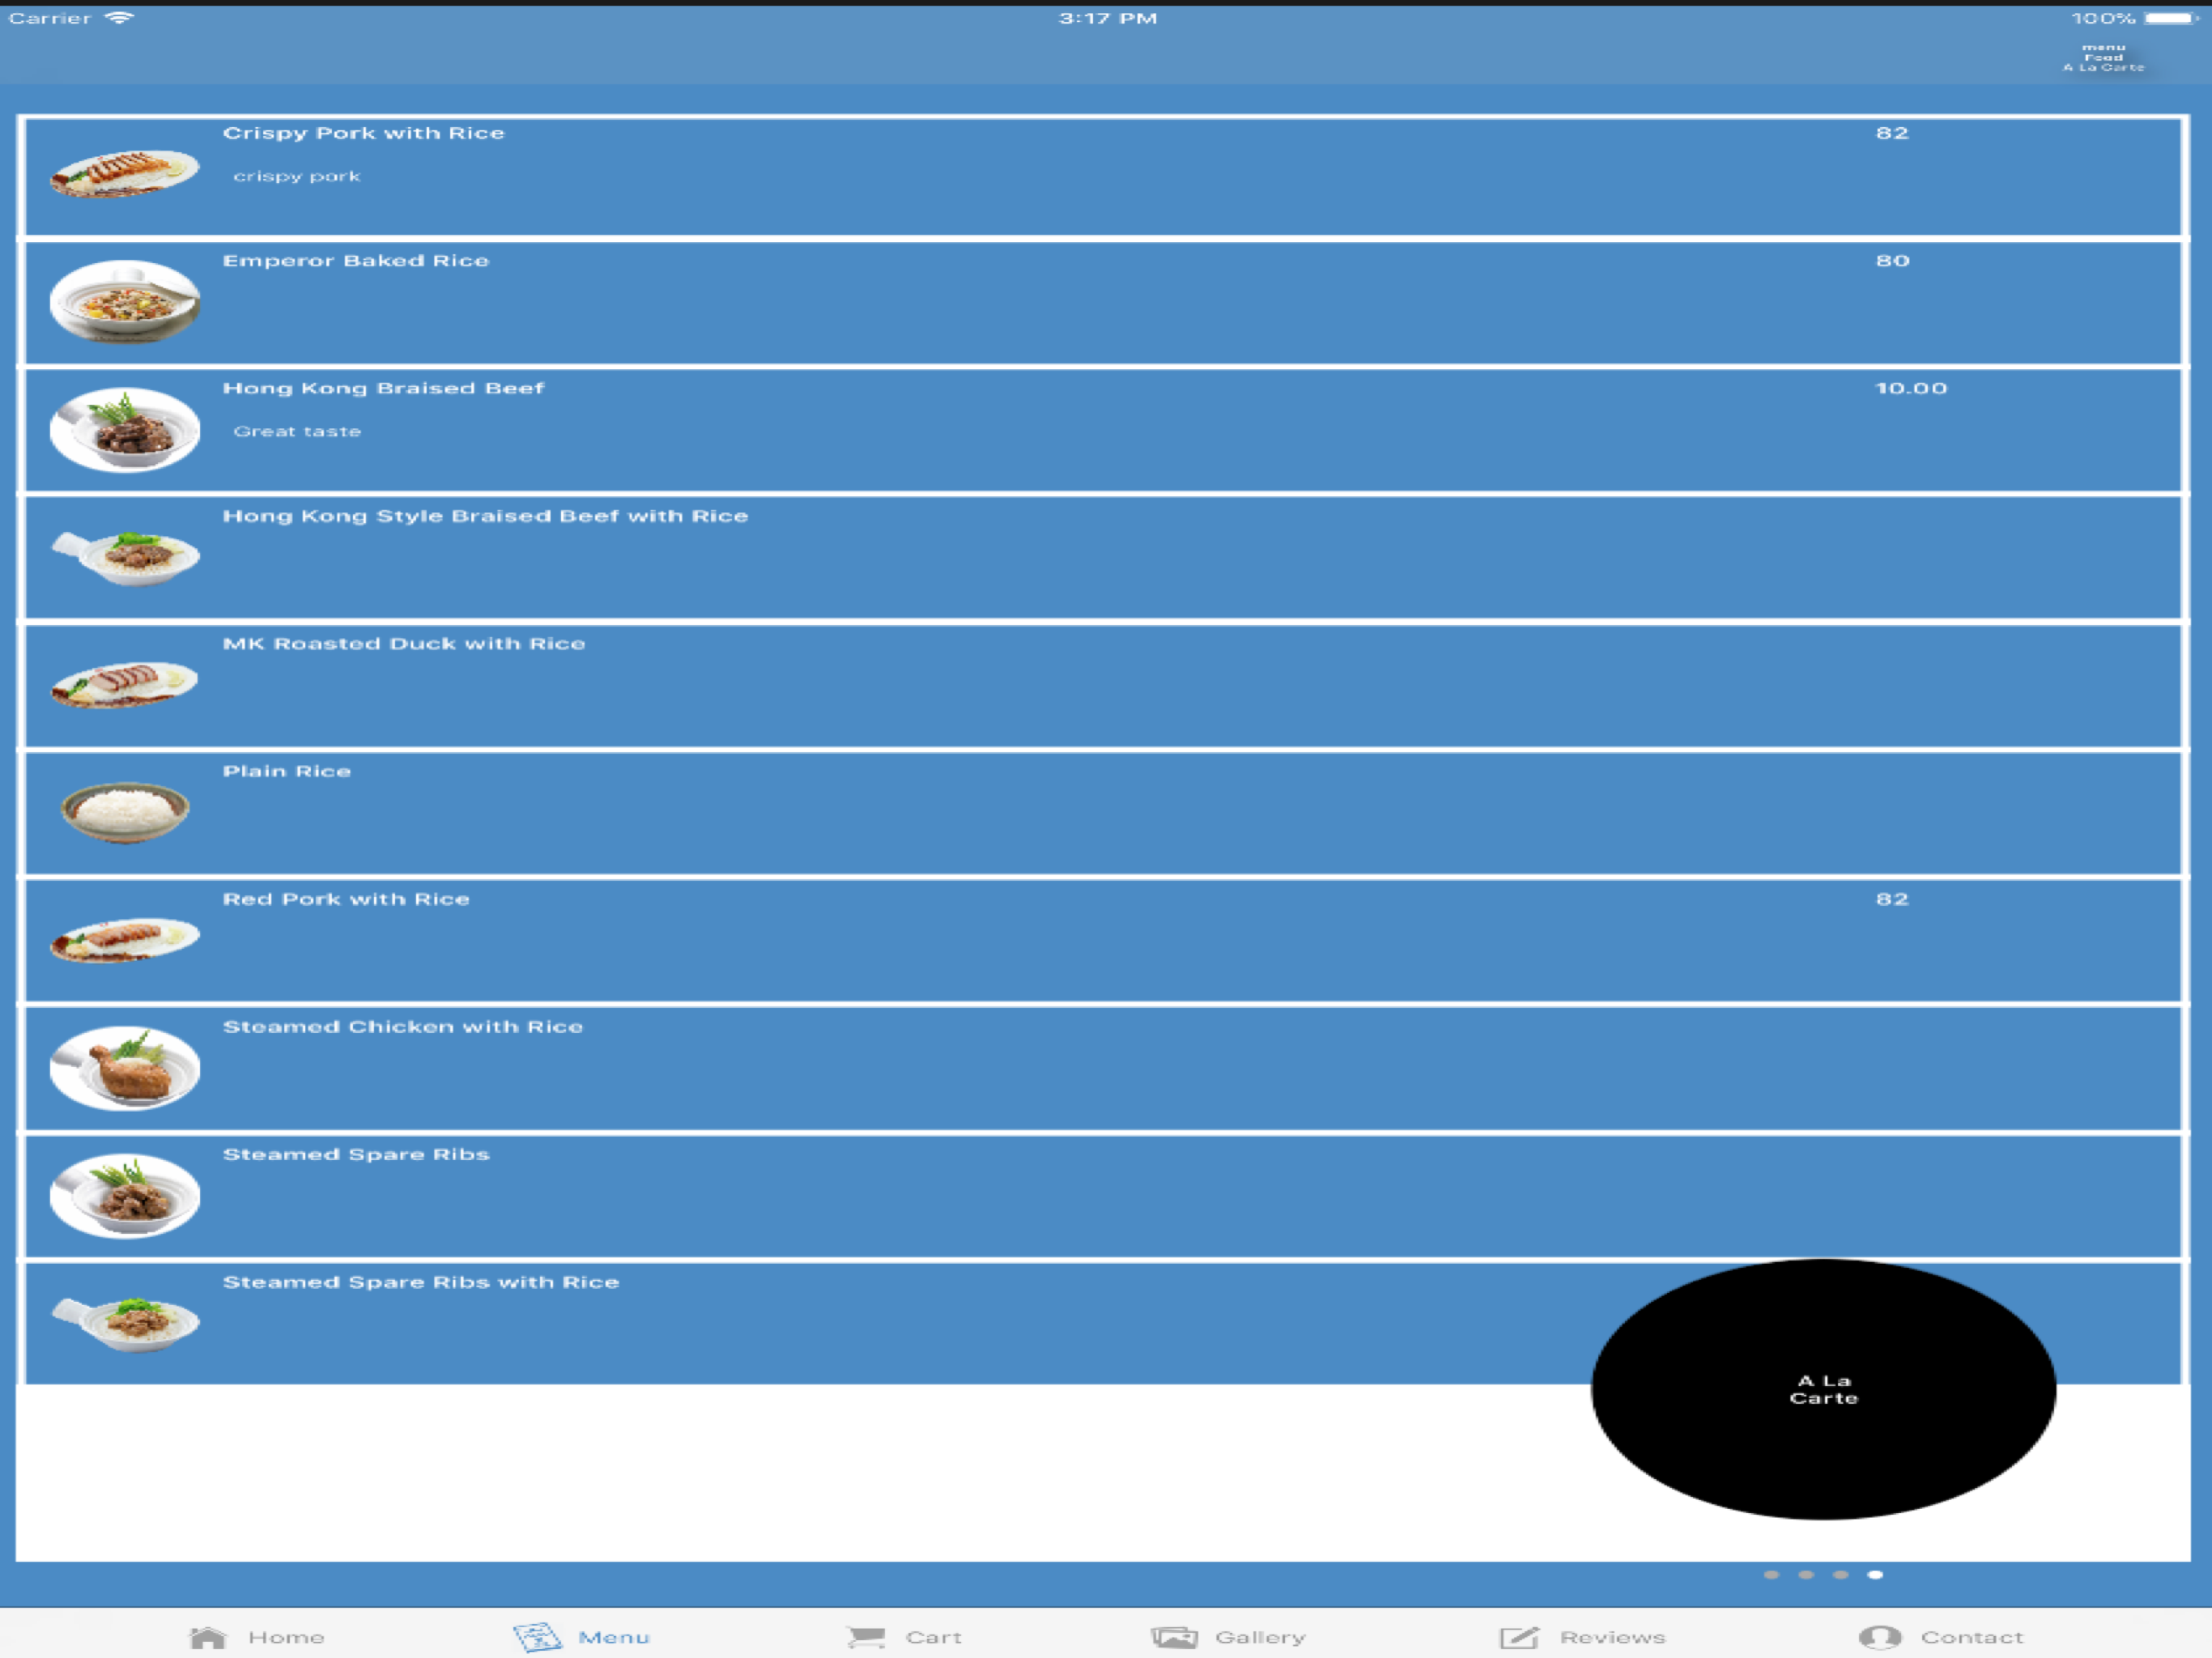 Carrier 3:17 PM 100%
menu
Food
A La Carte
Crispy Pork with Rice 82
crispy pork
Emperor Baked Rice 80
Hong Kong Braised Beef 10.00
Great taste
Hong Kong Style Braised Beef with Rice
MK Roasted Duck with Rice
Plain Rice
Red Pork with Rice 82
Steamed Chicken with Rice
Steamed Spare Ribs
Steamed Spare Ribs with Rice
A La
Carte
Home Menu Cart Gallery Reviews Contact